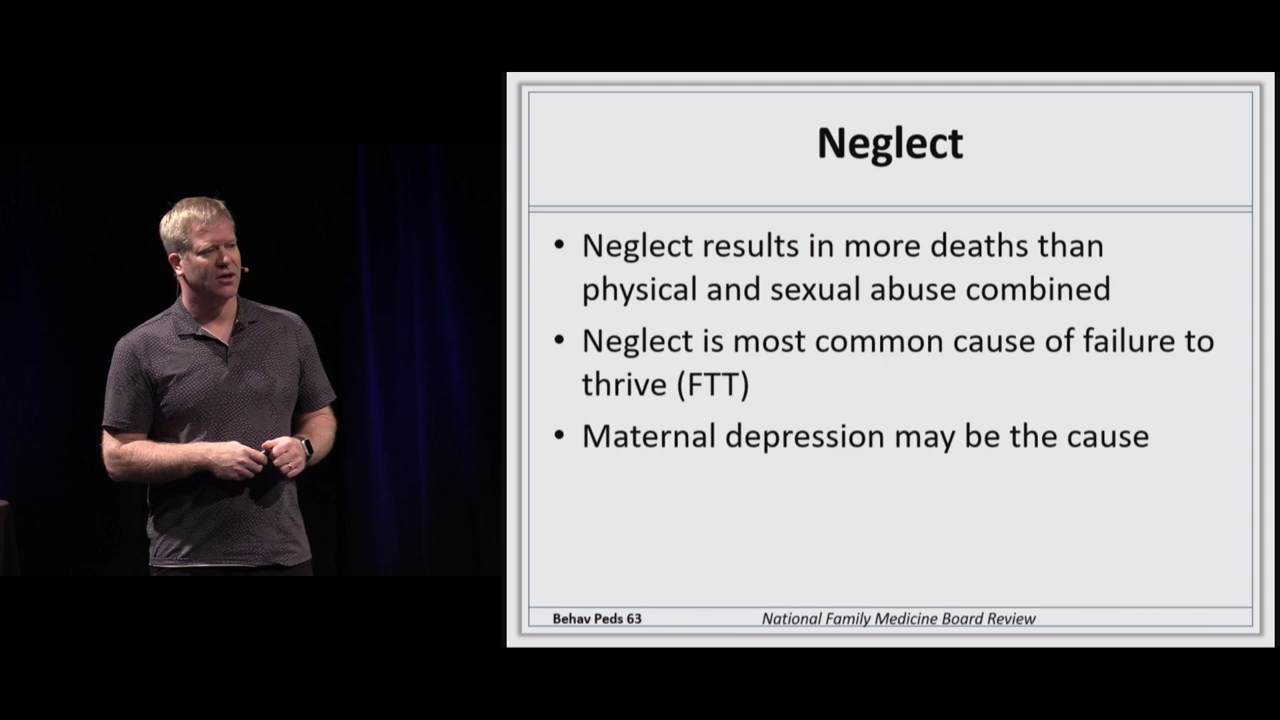 Neglect
• Neglect results in more deaths than
physical and sexual abuse combined
• Neglect is most common cause of failure to
thrive (FTT)
• Maternal depression may be the cause
Behav Peds 63
National Family Medicine Board Review